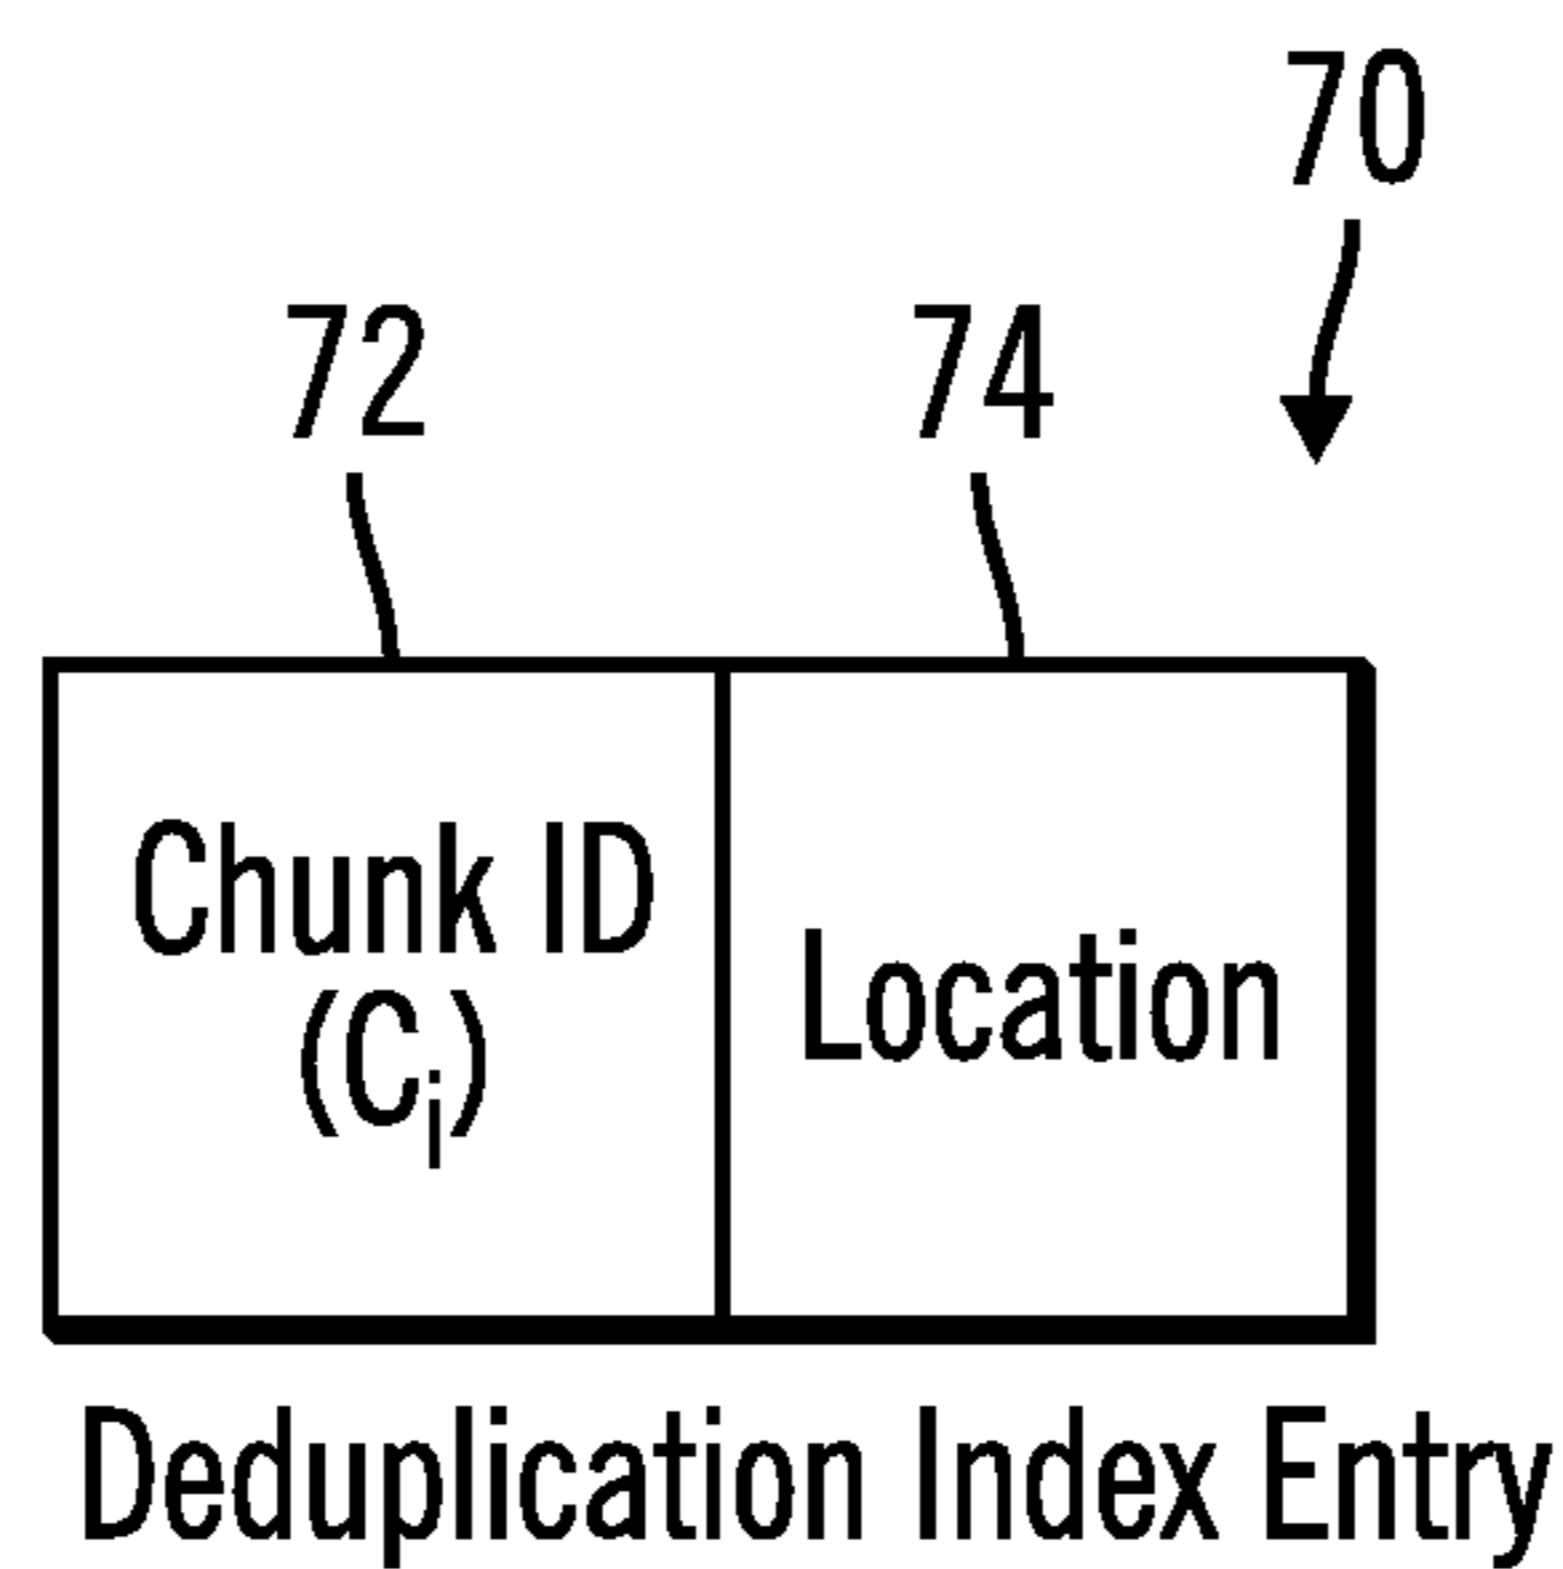 70
72
74
Chunk ID
(Cᵢ)
Location
Deduplication Index Entry